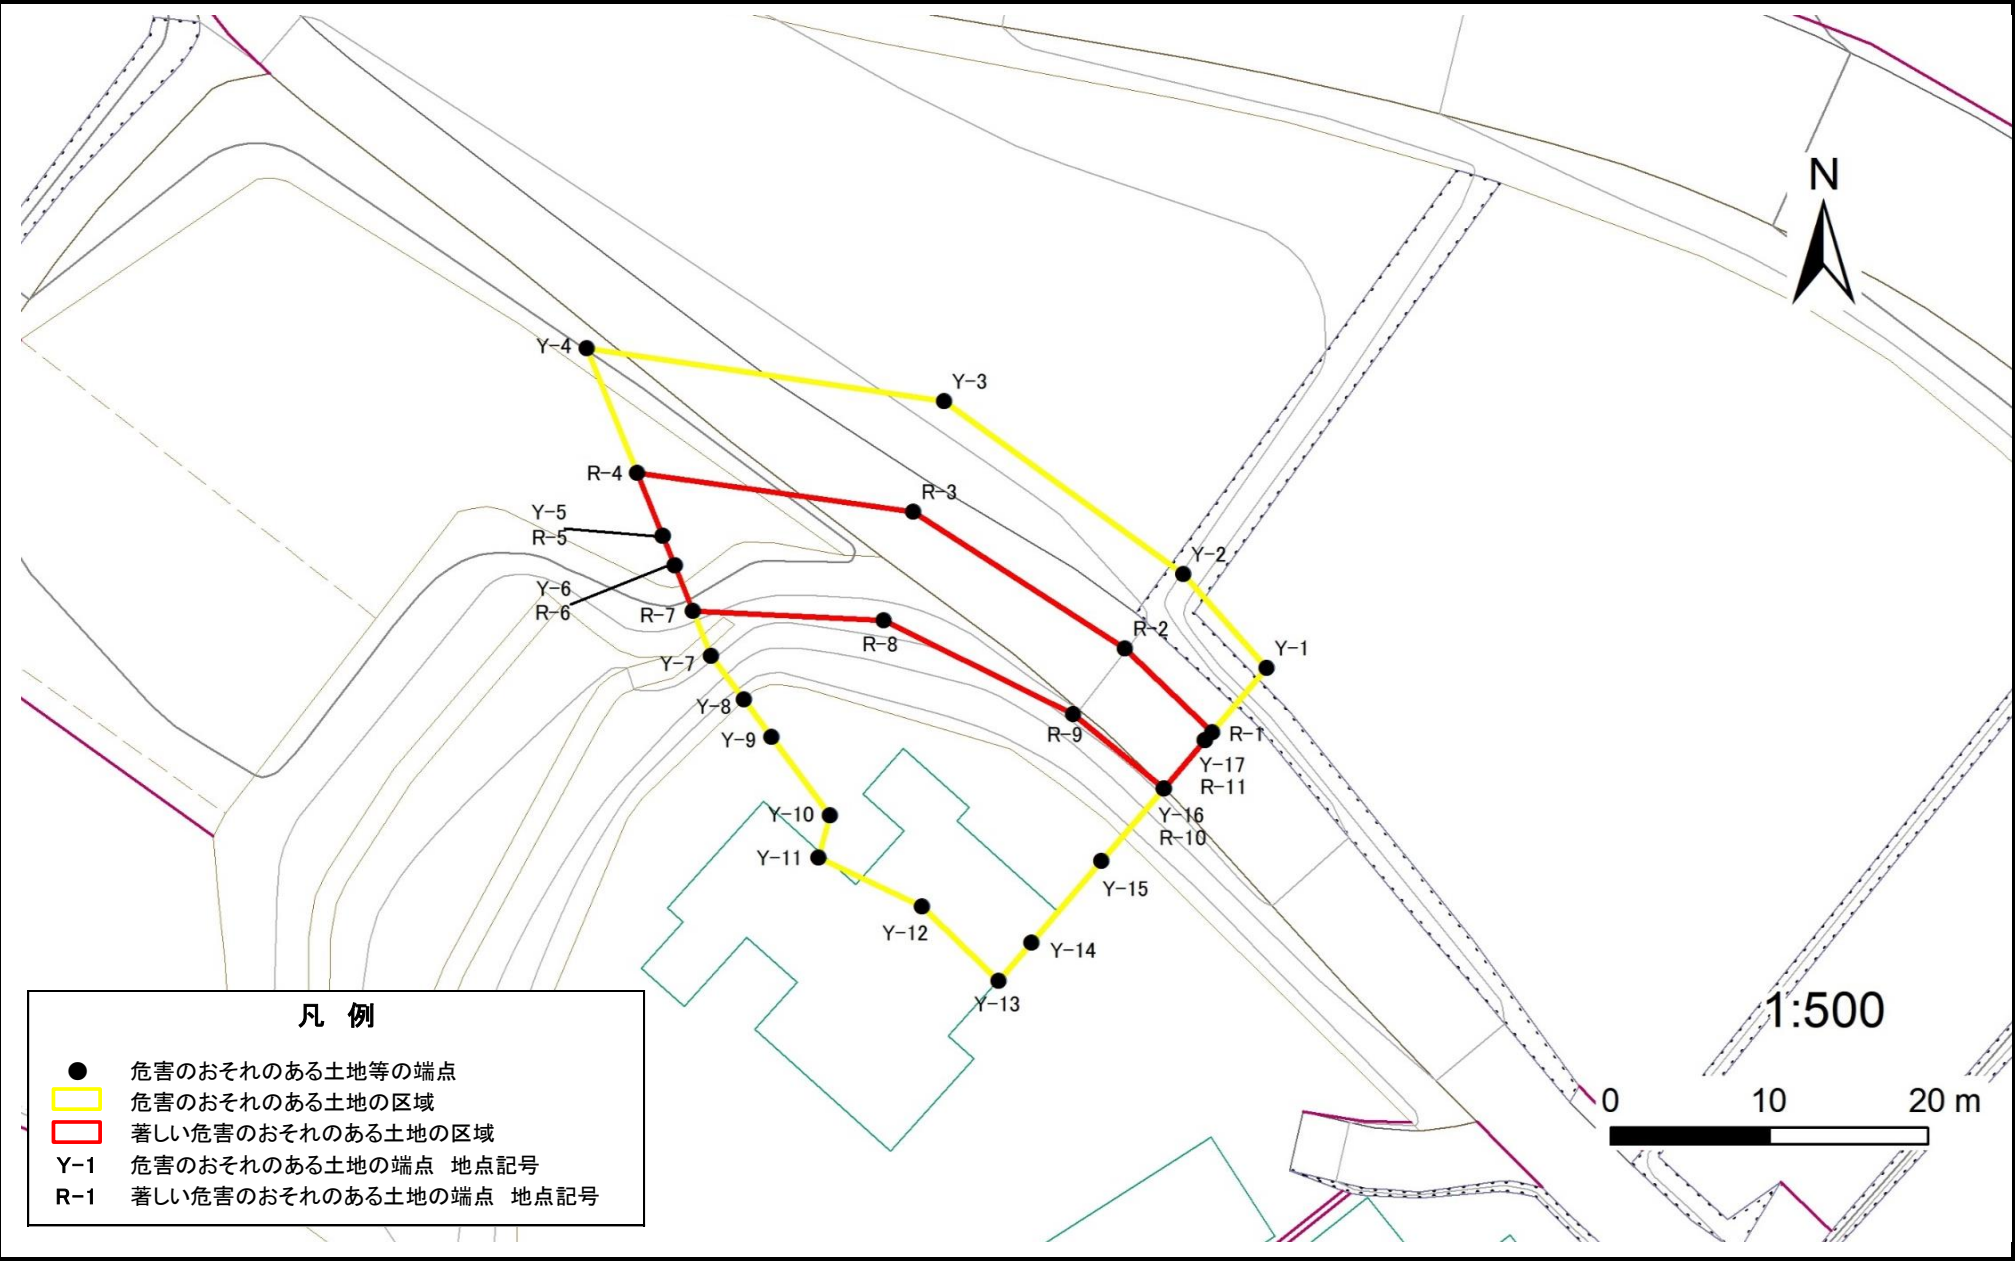 N
Y-4
Y-3
R-4
R-3
Y-5
R-5
Y-2
Y-6
R-6
R-7
R-8
R-2
Y-1
Y-7
Y-8
R-9
R-1
Y-9
Y-17
R-11
Y-10
Y-16
R-10
Y-11
Y-15
Y-12
Y-14
Y-13
凡 例
危害のおそれのある土地等の端点
危害のおそれのある土地の区域
著しい危害のおそれのある土地の区域
Y-1 危害のおそれのある土地の端点 地点記号
R-1 著しい危害のおそれのある土地の端点 地点記号
1:500
0 10 20 m